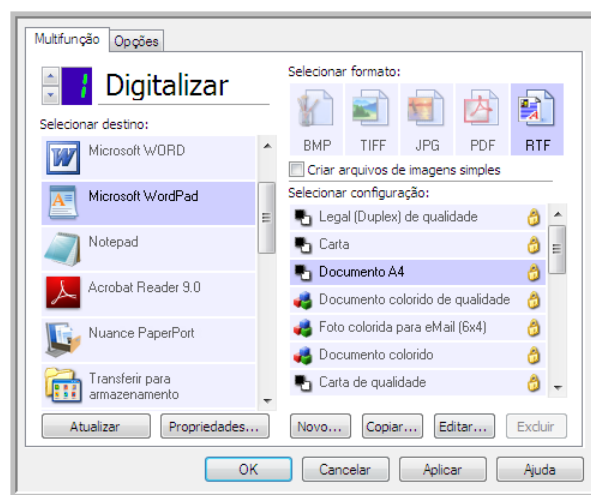 Multifunção Opções
1 Digitalizar
Selecionar destino:
Microsoft WORD
Microsoft WordPad
Notepad
Acrobat Reader 9.0
Nuance PaperPort
Transferir para
armazenamento
Atualizar Propriedades...
Selecionar formato:
BMP TIFF JPG PDF RTF
Criar arquivos de imagens simples
Selecionar configuração:
Legal (Duplex) de qualidade
Carta
Documento A4
Documento colorido de qualidade
Foto colorida para eMail (6x4)
Documento colorido
Carta de qualidade
Novo... Copiar... Editar... Excluir
OK Cancelar Aplicar Ajuda